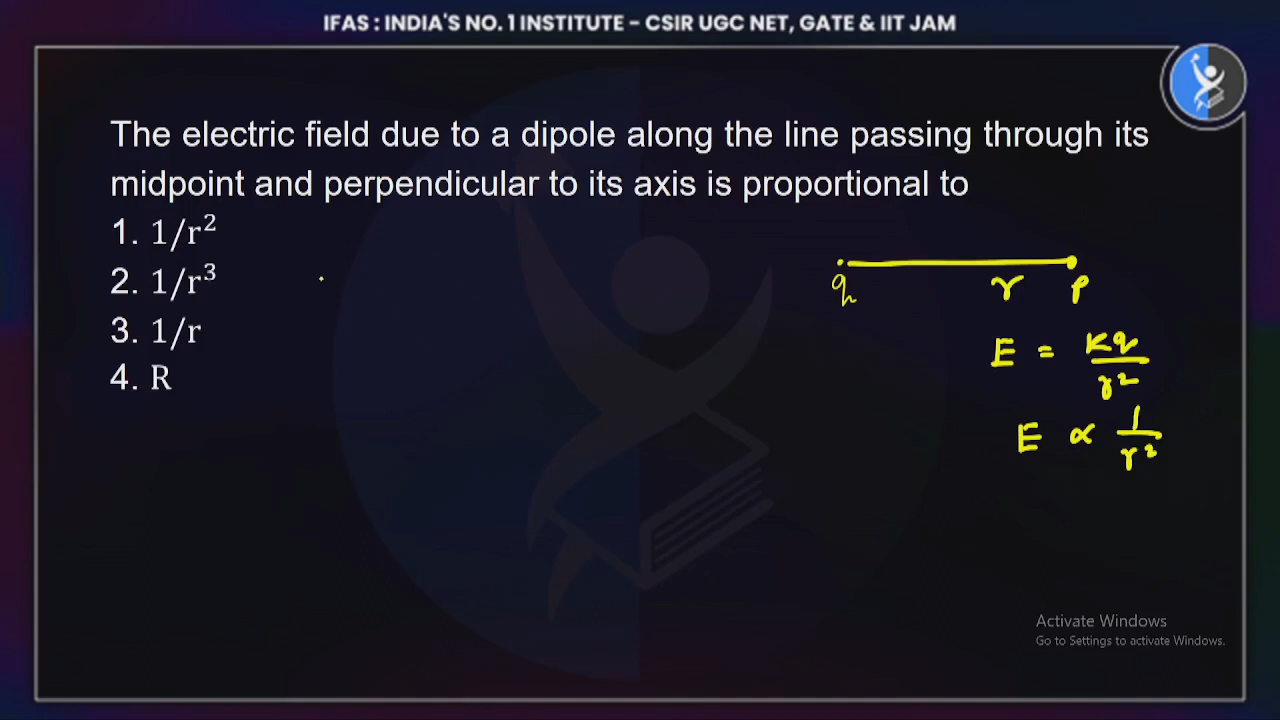 IFAS : INDIA'S NO. 1 INSTITUTE – CSIR UGC NET, GATE & IIT JAM
The electric field due to a dipole along the line passing through its
midpoint and perpendicular to its axis is proportional to
1. 1/r²
2. 1/r³
3. 1/r
4. R
q r P
E = Kq/r²
E ∝ 1/r²
Activate Windows
Go to Settings to activate Windows.